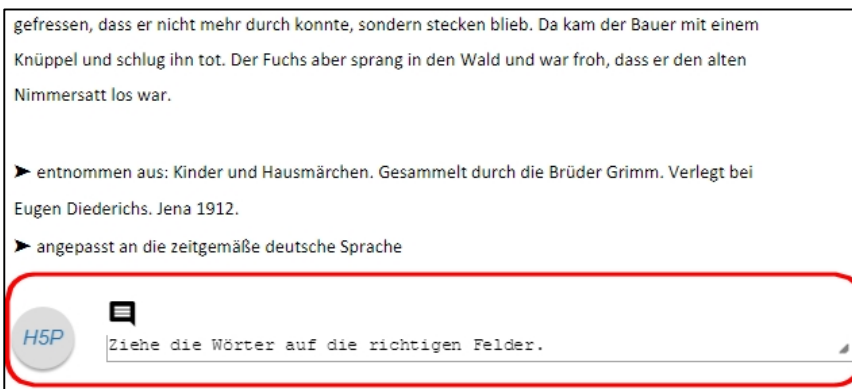 gefressen, dass er nicht mehr durch konnte, sondern stecken blieb. Da kam der Bauer mit einem
Knüppel und schlug ihn tot. Der Fuchs aber sprang in den Wald und war froh, dass er den alten
Nimmersatt los war.
➤ entnommen aus: Kinder und Hausmärchen. Gesammelt durch die Brüder Grimm. Verlegt bei
Eugen Diederichs. Jena 1912.
➤ angepasst an die zeitgemäße deutsche Sprache
H5P
Ziehe die Wörter auf die richtigen Felder.